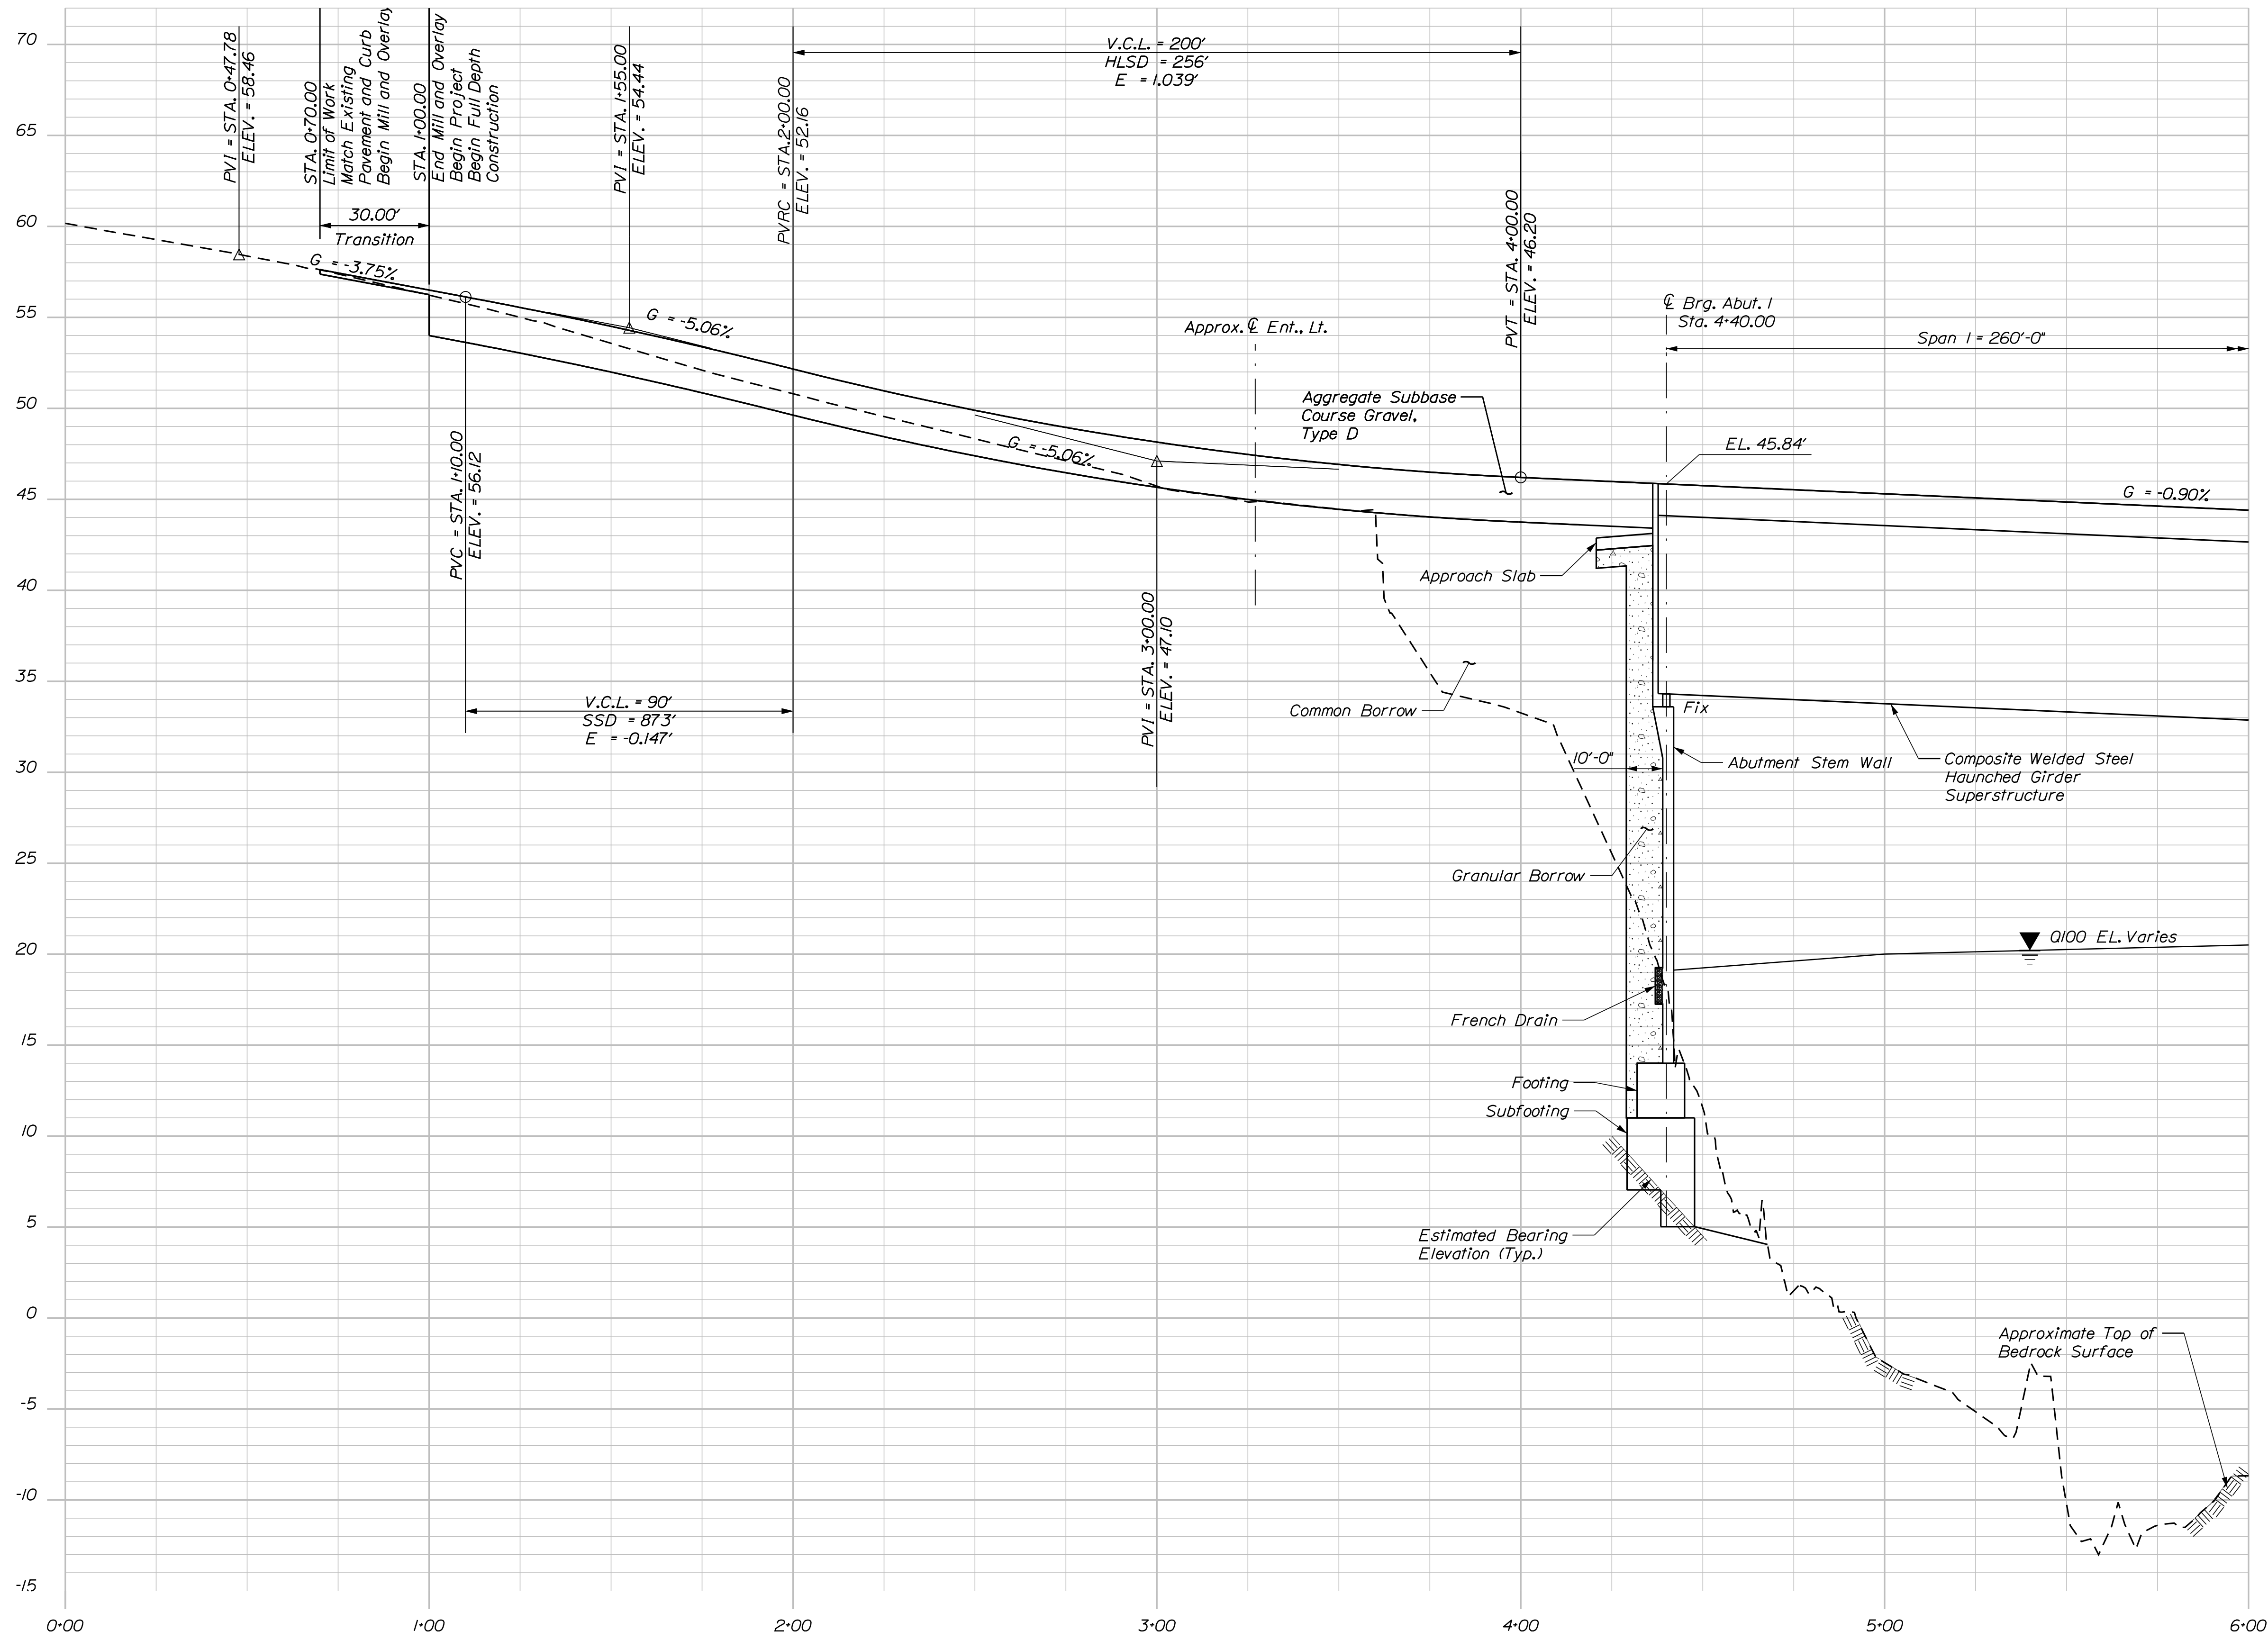 70
65
60
55
50
45
40
35
30
25
20
15
10
5
0
-5
-10
-15
0+00
1+00
2+00
3+00
4+00
5+00
6+00
PVI = STA. 0+47.78
ELEV. = 58.46
STA. 0+70.00
Limit of Work
Match Existing
Pavement and Curb
Begin Mill and Overlay
STA. 1+00.00
End Mill and Overlay
Begin Project
Begin Full Depth
Construction
30.00'
Transition
G = -3.75%
PVI = STA. 1+55.00
ELEV. = 54.44
G = -5.06%
PVRC = STA.2+00.00
ELEV. = 52.16
V.C.L. = 200'
HLSD = 256'
E = 1.039'
PVC = STA. 1+10.00
ELEV. = 56.12
V.C.L. = 90'
SSD = 873'
E = -0.147'
G = -5.06%
PVI = STA. 3+00.00
ELEV. = 47.10
Approx. ℄ Ent., Lt.
Aggregate Subbase
Course Gravel,
Type D
PVT = STA. 4+00.00
ELEV. = 46.20
℄ Brg. Abut. 1
Sta. 4+40.00
Span 1 = 260'-0"
EL. 45.84'
G = -0.90%
Approach Slab
Common Borrow
Fix
10'-0"
Abutment Stem Wall
Composite Welded Steel
Haunched Girder
Superstructure
Granular Borrow
Q100 EL. Varies
French Drain
Footing
Subfooting
Estimated Bearing
Elevation (Typ.)
Approximate Top of
Bedrock Surface